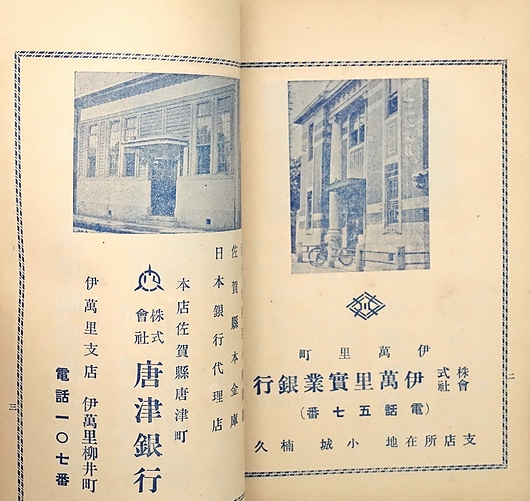 二
伊萬里町
株式會社 伊萬里實業銀行
（電話五七番）
支店所在地 小城 楠久
佐賀縣本金庫
日本銀行代理店
本店佐賀縣唐津町
株式會社 唐津銀行
伊萬里支店 伊萬里柳井町
電話一〇七番
三